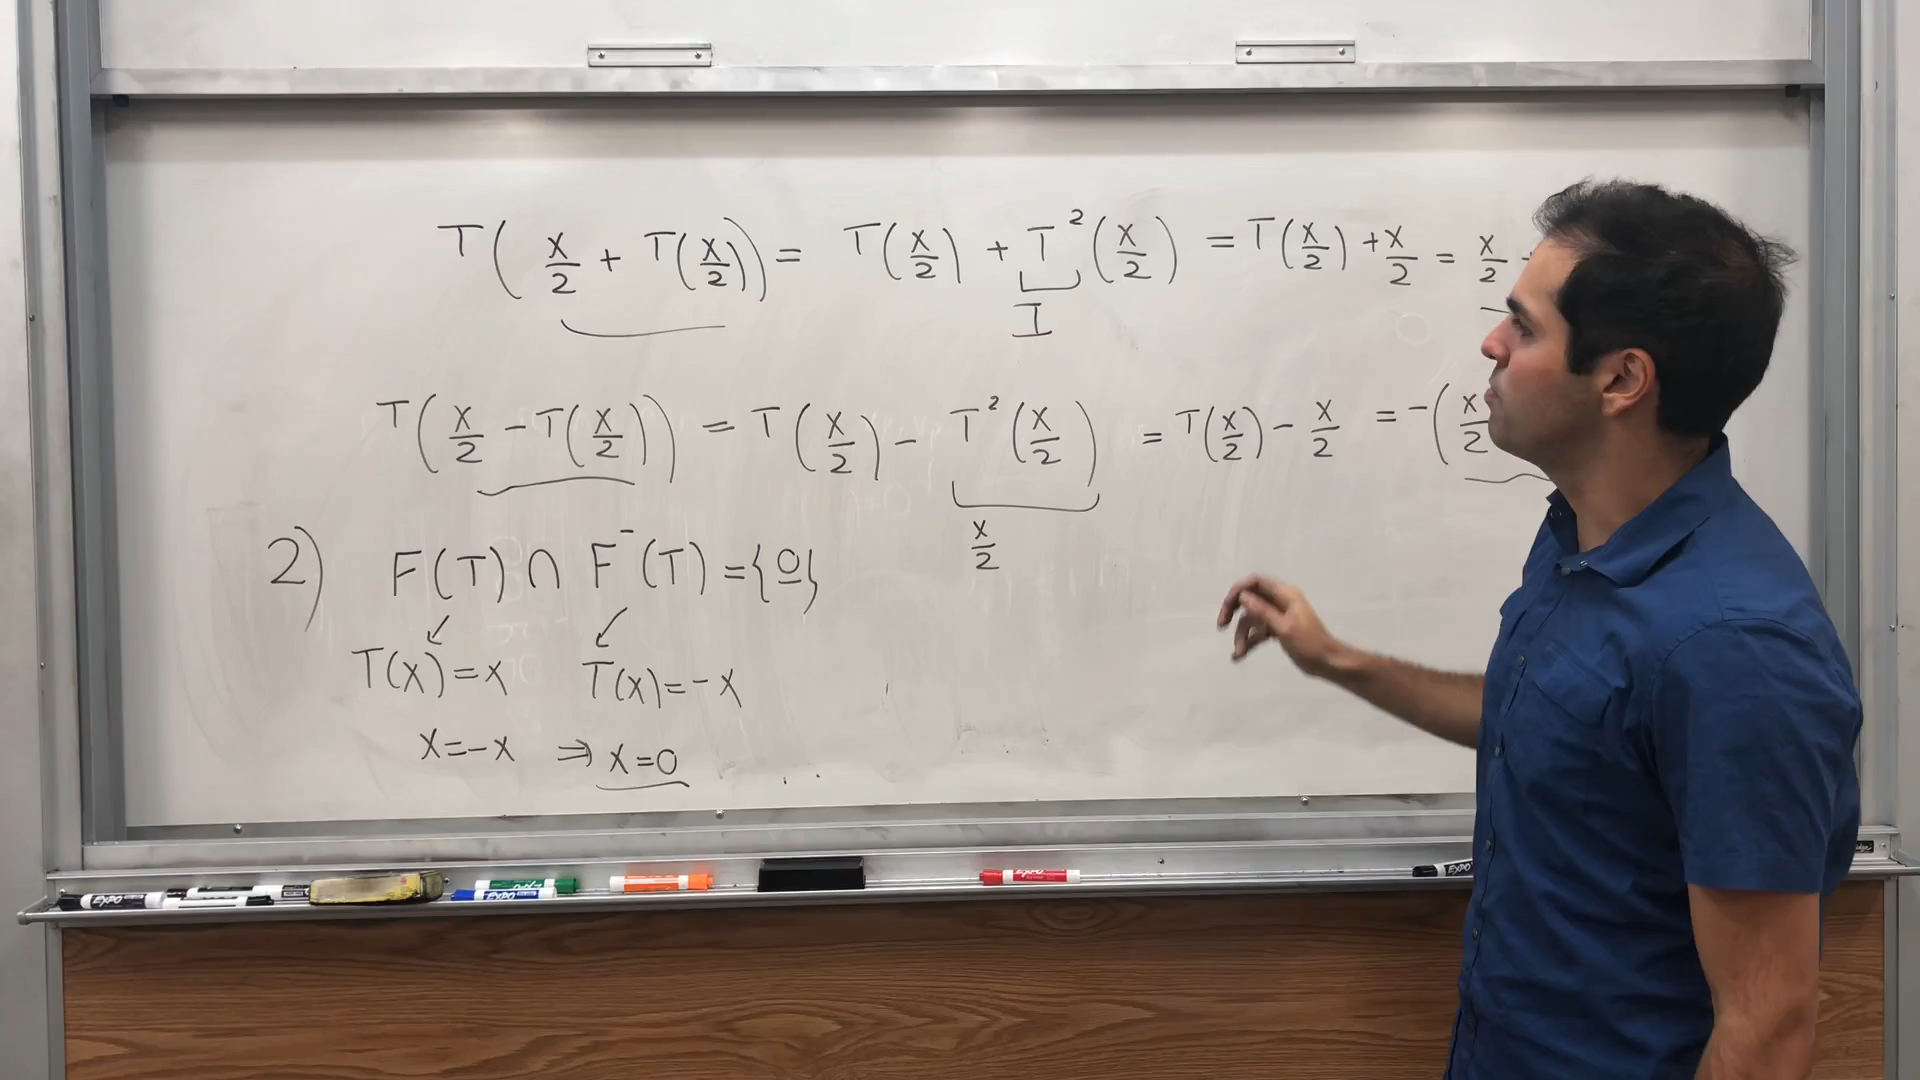 T(x/2 + T(x/2)) = T(x/2) + T²(x/2) = T(x/2) + x/2 = x/2
I
T(x/2 - T(x/2)) = T(x/2) - T²(x/2) = T(x/2) - x/2 = -(x/2
x/2
2) F(T) ∩ F⁻(T) = {0}
T(x) = x T(x) = -x
x = -x ⇒ x = 0
EXPO
EXPO
EXPO
EXPO